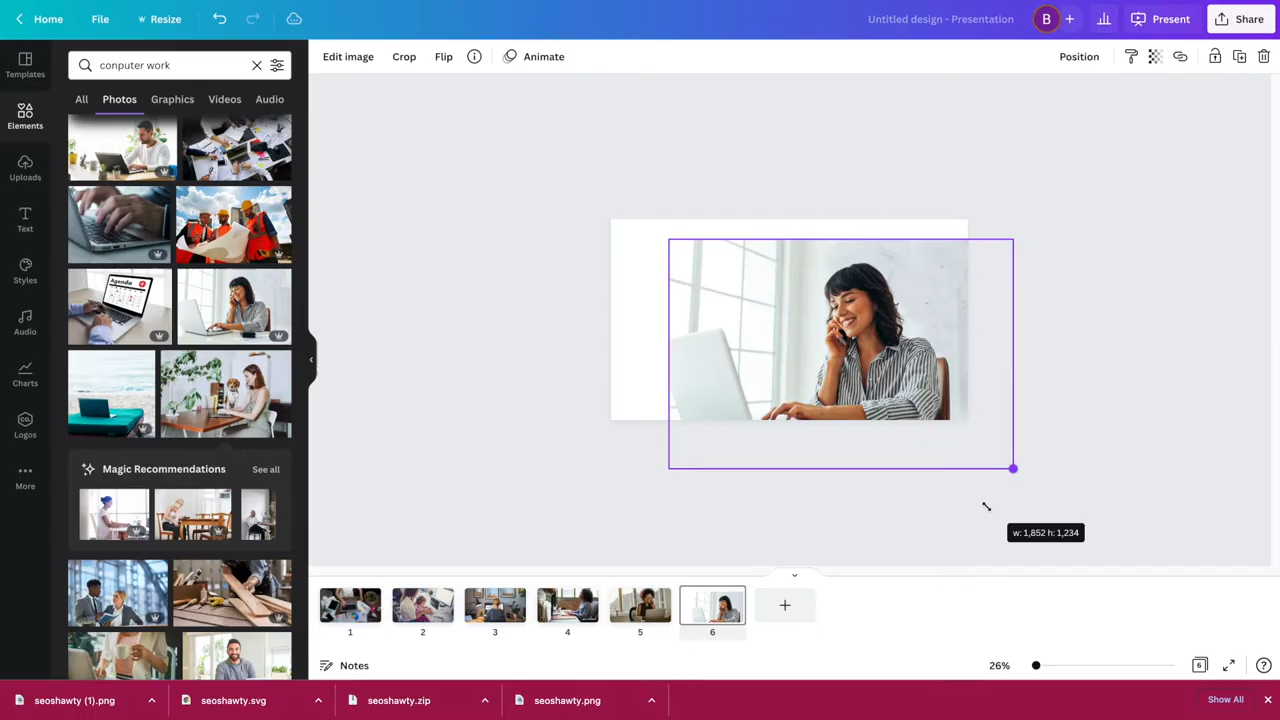 Home
File
Resize
Untitled design - Presentation
B
+
Present
Share
Templates
Elements
Uploads
Text
Styles
Audio
Charts
CO.
Logos
More
conputer work
All
Photos
Graphics
Videos
Audio
Agenda
Magic Recommendations
See all
Edit image
Crop
Flip
Animate
Position
w: 1,852 h: 1,234
1
2
3
4
5
6
Notes
26%
6
?
seoshawty (1).png
seoshawty.svg
seoshawty.zip
seoshawty.png
Show All